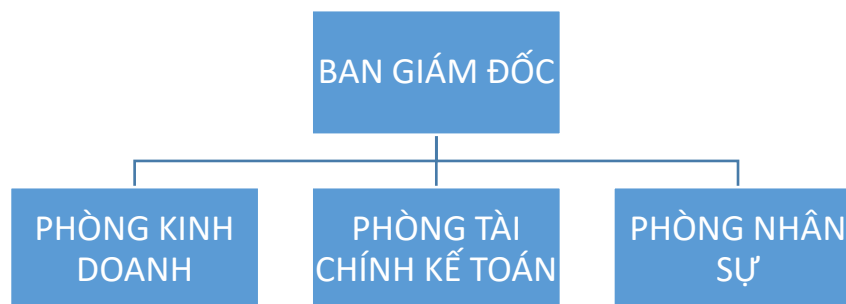 BAN GIÁM ĐỐC
PHÒNG KINH
DOANH
PHÒNG TÀI
CHÍNH KẾ TOÁN
PHÒNG NHÂN
SỰ